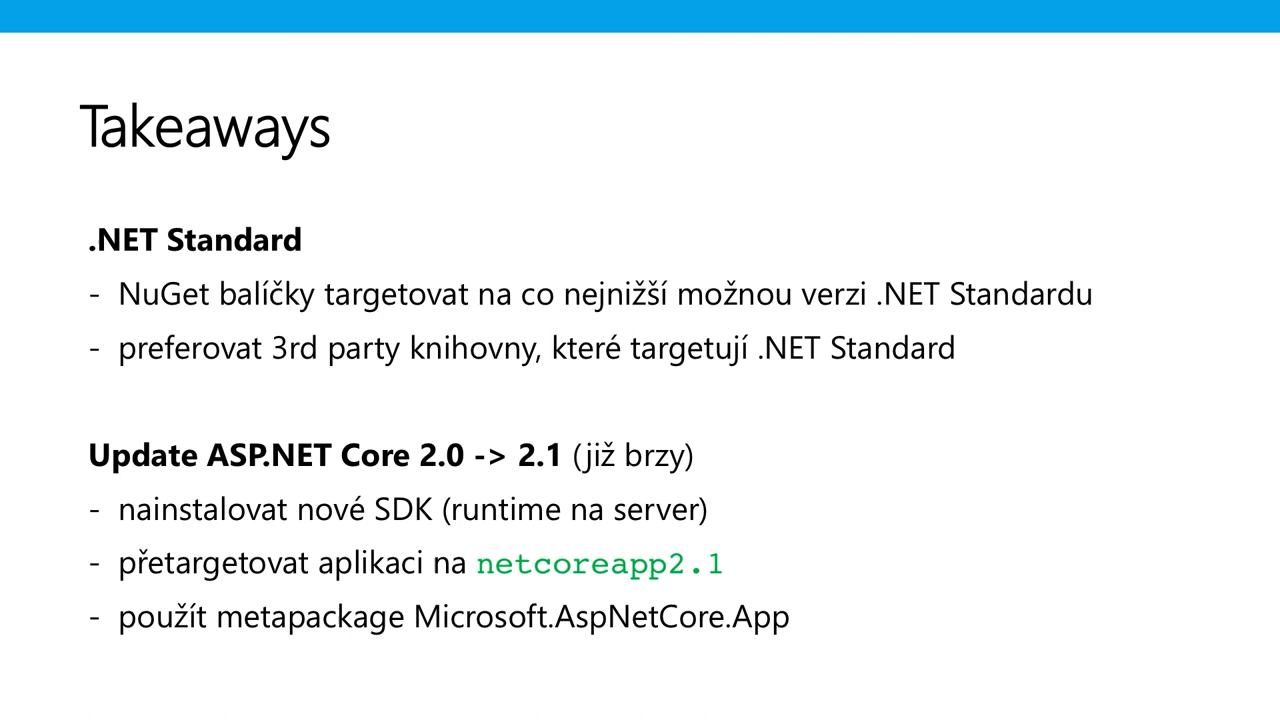 Takeaways
.NET Standard
- NuGet balíčky targetovat na co nejnižší možnou verzi .NET Standardu
- preferovat 3rd party knihovny, které targetují .NET Standard
Update ASP.NET Core 2.0 -> 2.1 (již brzy)
- nainstalovat nové SDK (runtime na server)
- přetargetovat aplikaci na netcoreapp2.1
- použít metapackage Microsoft.AspNetCore.App